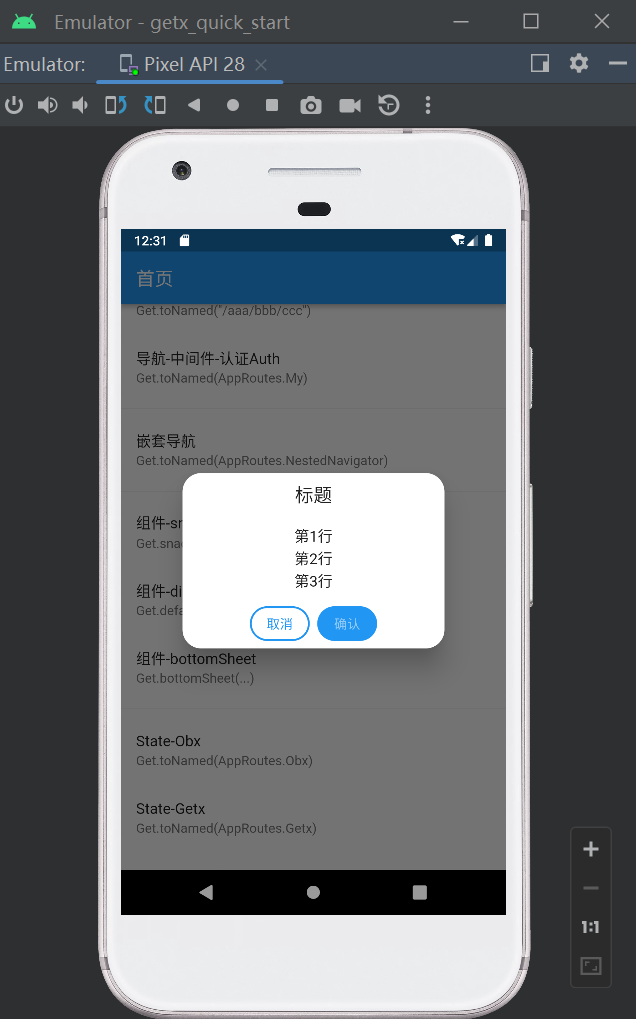 Emulator - getx_quick_start
Emulator:
Pixel API 28
12:31
首页
Get.toNamed("/aaa/bbb/ccc")
导航-中间件-认证Auth
Get.toNamed(AppRoutes.My)
嵌套导航
Get.toNamed(AppRoutes.NestedNavigator)
标题
组件-sn
第1行
Get.sna
第2行
第3行
组件-di
Get.defa
取消
确认
组件-bottomSheet
Get.bottomSheet(...)
State-Obx
Get.toNamed(AppRoutes.Obx)
State-Getx
Get.toNamed(AppRoutes.Getx)
1:1